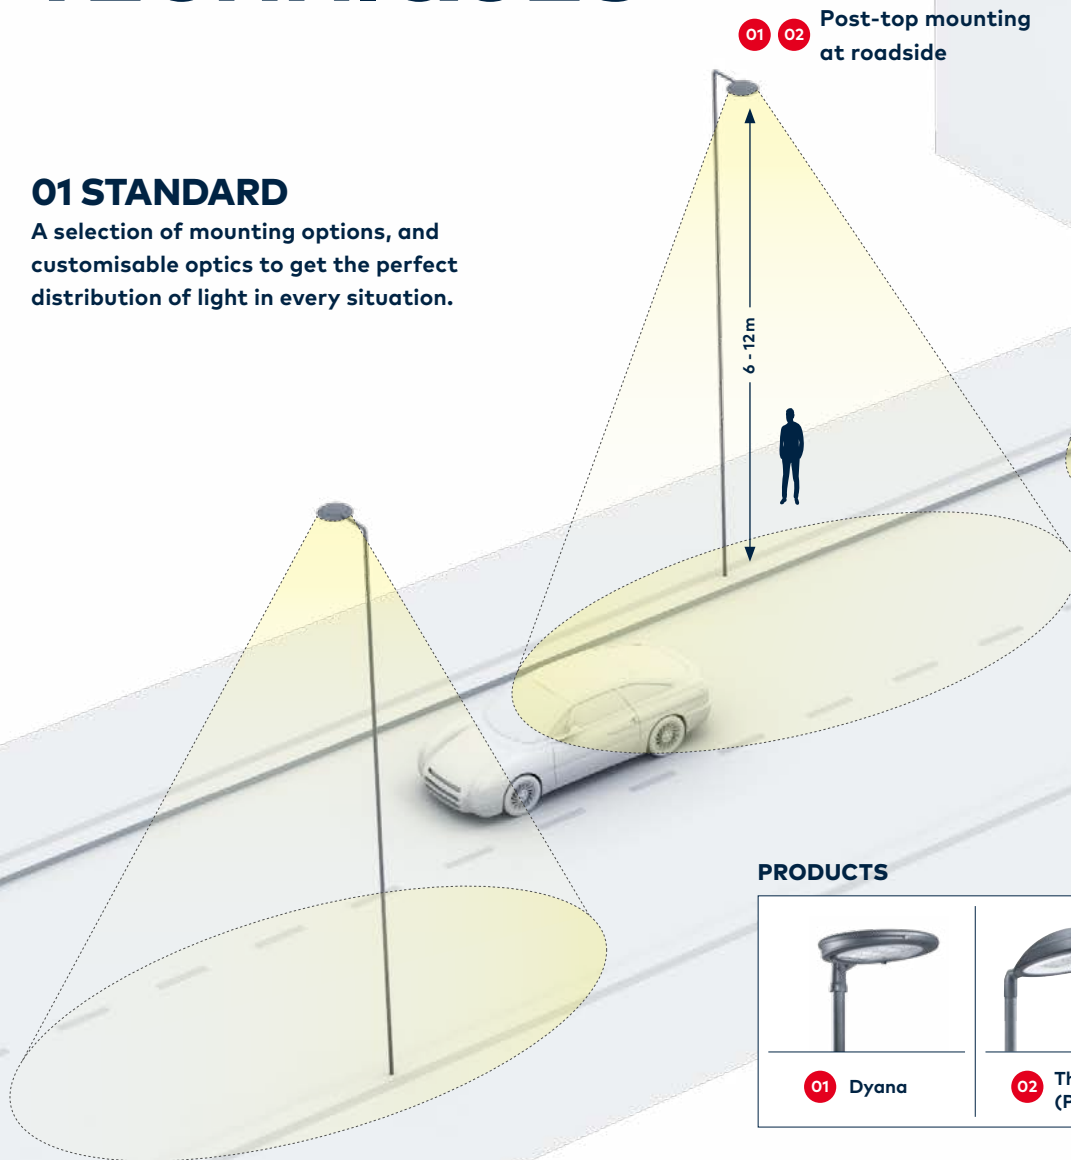 01 02 Post-top mounting
at roadside
01 STANDARD
A selection of mounting options, and
customisable optics to get the perfect
distribution of light in every situation.
6 - 12m
PRODUCTS
01 Dyana
02